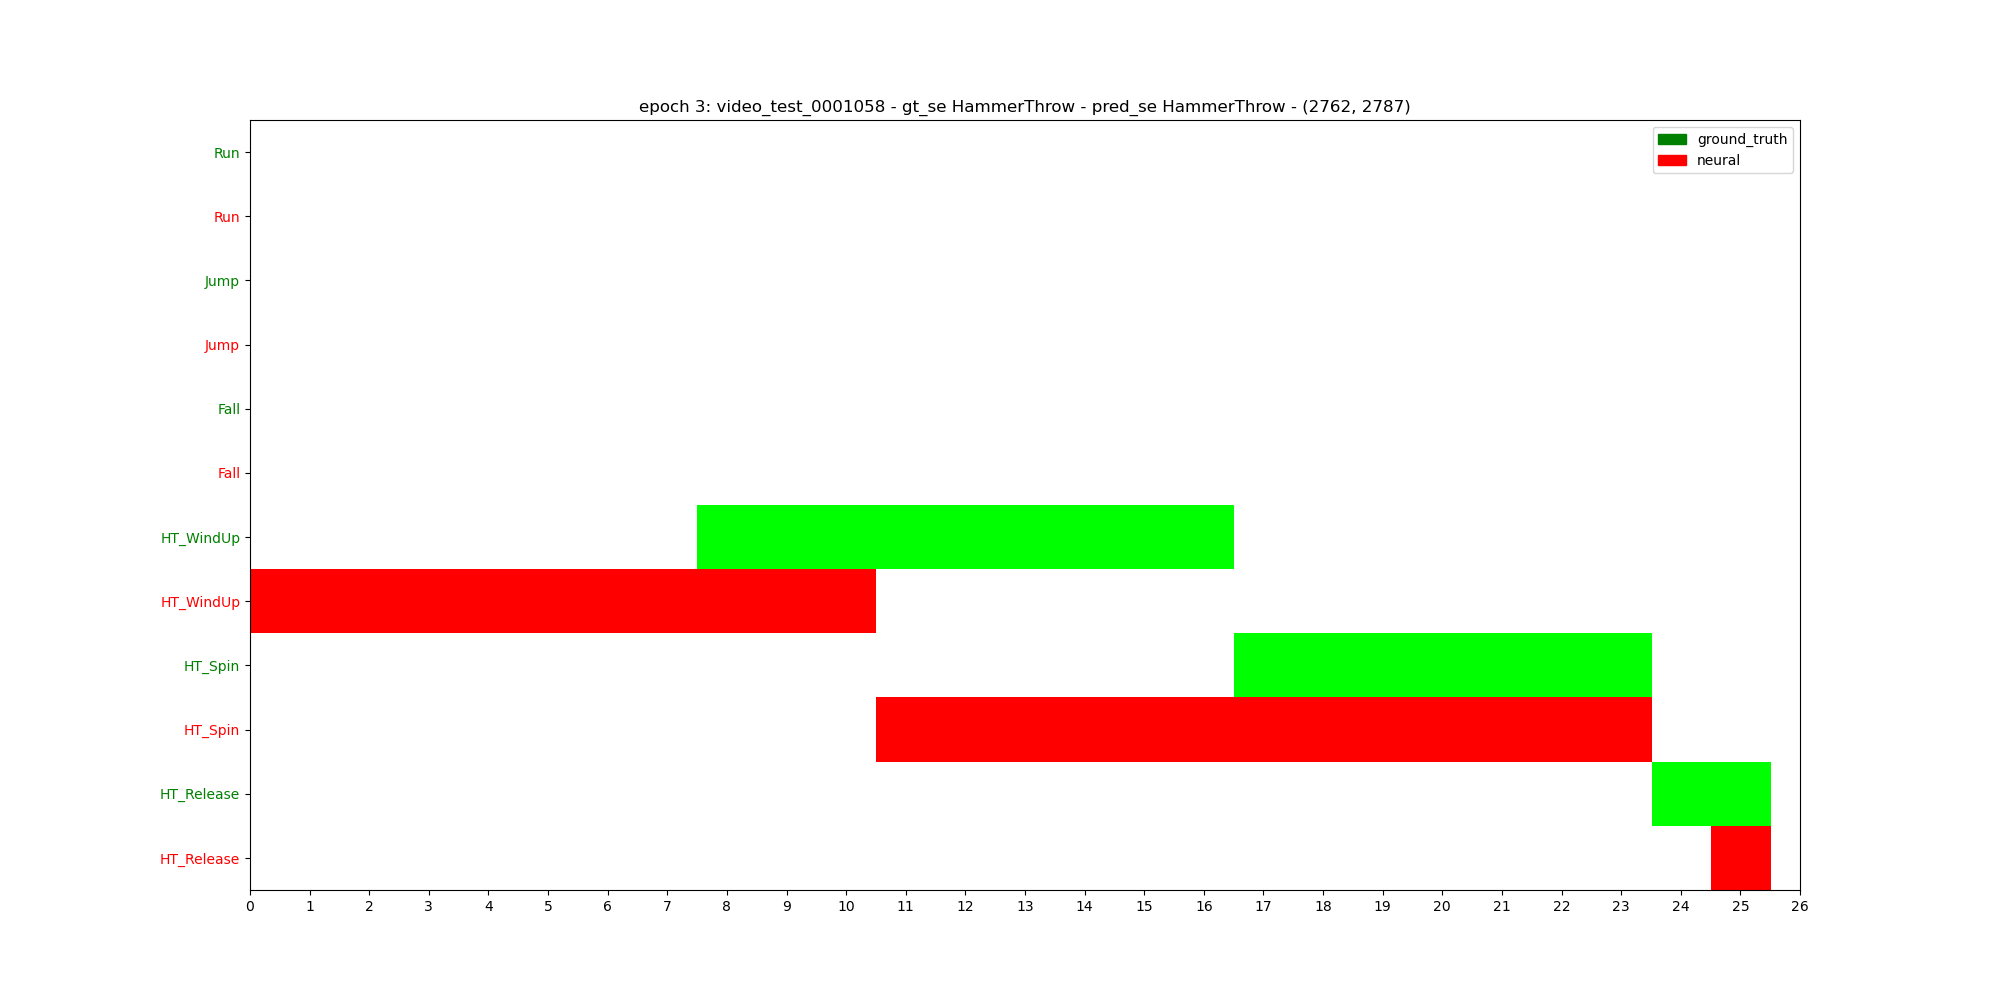 epoch 3: video_test_0001058 - gt_se HammerThrow - pred_se HammerThrow - (2762, 2787)
ground_truth
neural
Run
Run
Jump
Jump
Fall
Fall
HT_WindUp
HT_WindUp
HT_Spin
HT_Spin
HT_Release
HT_Release
0 1 2 3 4 5 6 7 8 9 10 11 12 13 14 15 16 17 18 19 20 21 22 23 24 25 26